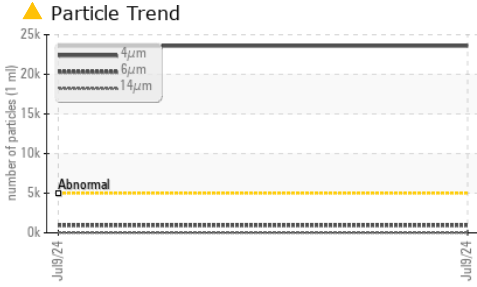 Particle Trend
number of particles (1 ml)
25k
20k
15k
10k
5k
0k
4μm
6μm
14μm
Abnormal
Jul9/24
Jul9/24